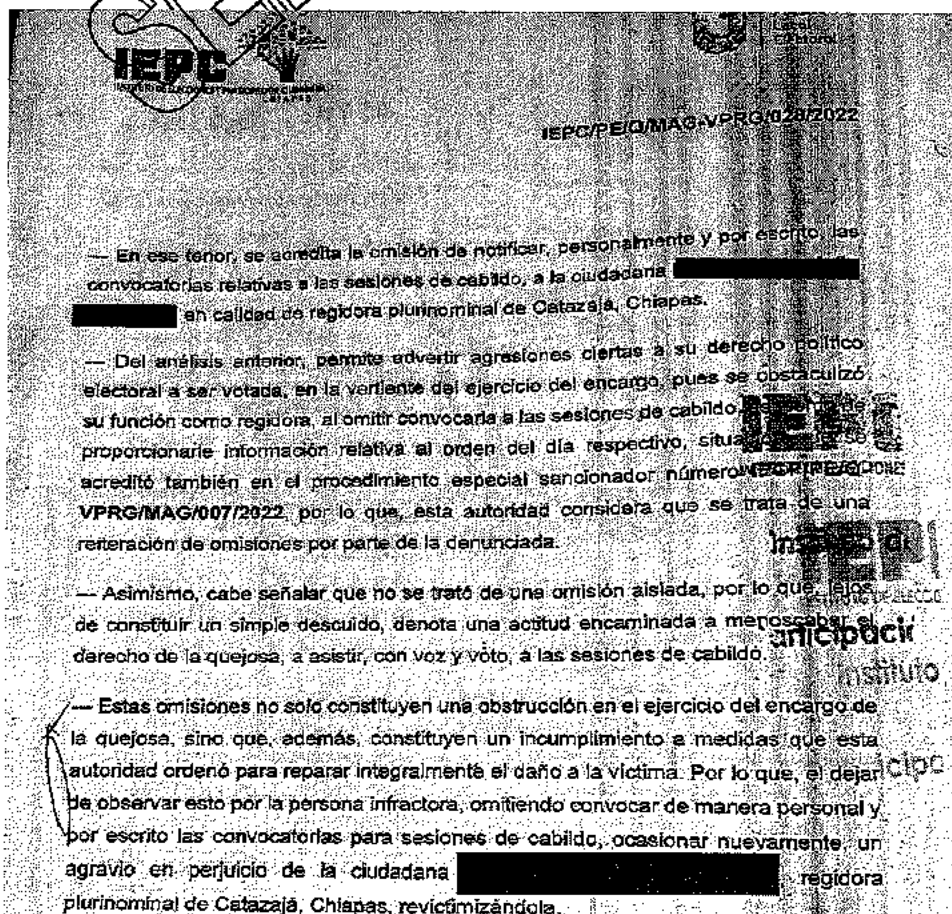 IEPC
INSTITUTO DE ELECCIONES Y PARTICIPACIÓN CIUDADANA
CHIAPAS
IEPC/PE/Q/MAG-VPRG/028/2022
— En ese tenor, se acredita la omisión de notificar, personalmente y por escrito, las
convocatorias relativas a las sesiones de cabildo, a la ciudadana
en calidad de regidora plurinominal de Catazajá, Chiapas.
— Del análisis anterior, permite advertir agresiones ciertas a su derecho político
electoral a ser votada, en la vertiente del ejercicio del encargo, pues se obstaculizó
su función como regidora, al omitir convocarla a las sesiones de cabildo,
proporcionarle información relativa al orden del día respectivo, se
acreditó también en el procedimiento especial sancionador número
VPRG/MAG/007/2022, por lo que, esta autoridad considera que se trata de una
reiteración de omisiones por parte de la denunciada.
— Asimismo, cabe señalar que no se trató de una omisión aislada, por lo que, lejos
de constituir un simple descuido, denota una actitud encaminada a menoscabar el
derecho de la quejosa, a asistir, con voz y voto, a las sesiones de cabildo.
Instituto
— Estas omisiones no solo constituyen una obstrucción en el ejercicio del encargo de
la quejosa, sino que, además, constituyen un incumplimiento a medidas que esta
autoridad ordenó para reparar integralmente el daño a la víctima. Por lo que, el dejar
de observar esto por la persona infractora, omitiendo convocar de manera personal y
por escrito las convocatorias para sesiones de cabildo, ocasionar nuevamente, un
agravio en perjuicio de la ciudadana regidora
plurinominal de Catazajá, Chiapas, revictimizándola.